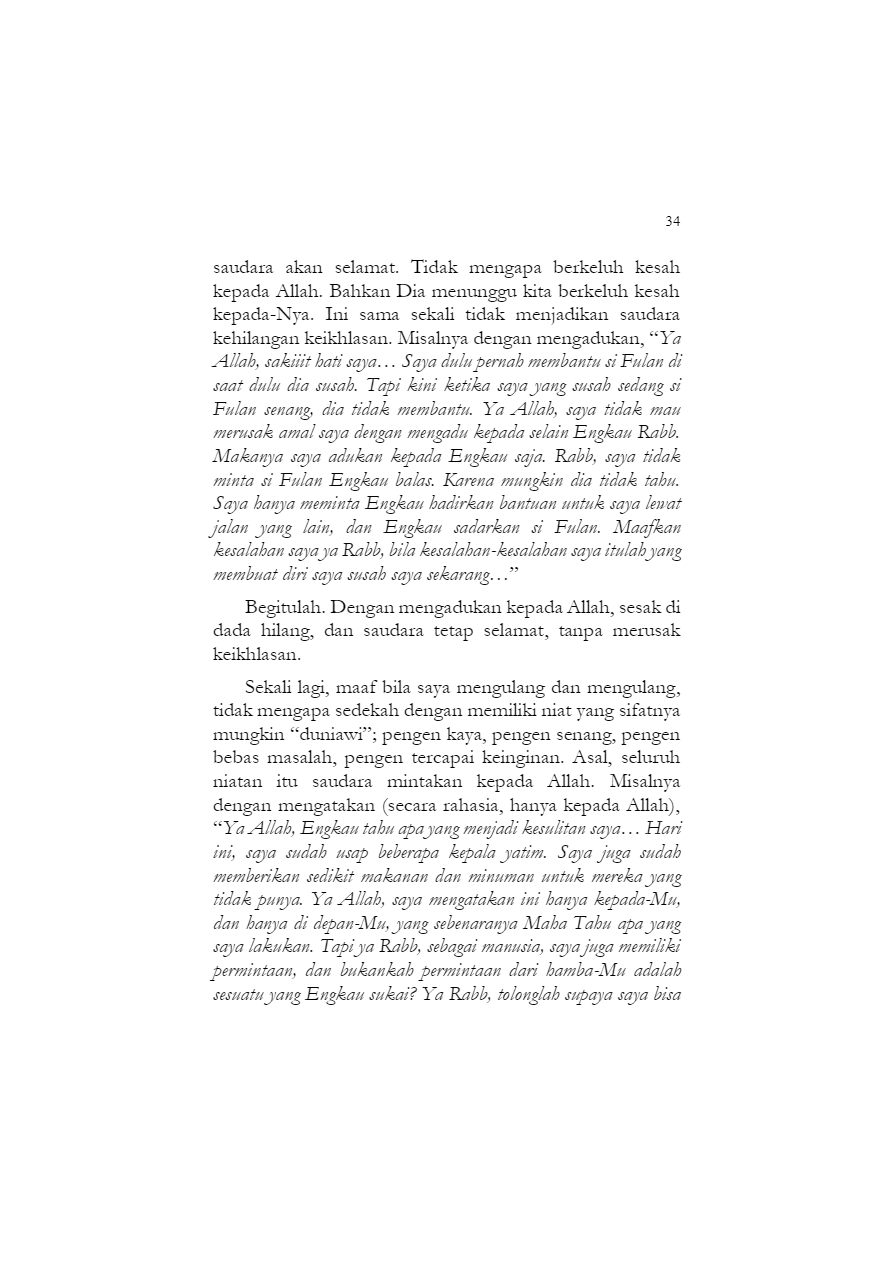 34
saudara akan selamat. Tidak mengapa berkeluh kesah
kepada Allah. Bahkan Dia menunggu kita berkeluh kesah
kepada-Nya. Ini sama sekali tidak menjadikan saudara
kehilangan keikhlasan. Misalnya dengan mengadukan, “Ya
Allah, sakiiit hati saya… Saya dulu pernah membantu si Fulan di
saat dulu dia susah. Tapi kini ketika saya yang susah sedang si
Fulan senang, dia tidak membantu. Ya Allah, saya tidak mau
merusak amal saya dengan mengadu kepada selain Engkau Rabb.
Makanya saya adukan kepada Engkau saja. Rabb, saya tidak
minta si Fulan Engkau balas. Karena mungkin dia tidak tahu.
Saya hanya meminta Engkau hadirkan bantuan untuk saya lewat
jalan yang lain, dan Engkau sadarkan si Fulan. Maafkan
kesalahan saya ya Rabb, bila kesalahan-kesalahan saya itulah yang
membuat diri saya susah saya sekarang…”
Begitulah. Dengan mengadukan kepada Allah, sesak di
dada hilang, dan saudara tetap selamat, tanpa merusak
keikhlasan.
Sekali lagi, maaf bila saya mengulang dan mengulang,
tidak mengapa sedekah dengan memiliki niat yang sifatnya
mungkin “duniawi”; pengen kaya, pengen senang, pengen
bebas masalah, pengen tercapai keinginan. Asal, seluruh
niatan itu saudara mintakan kepada Allah. Misalnya
dengan mengatakan (secara rahasia, hanya kepada Allah),
“Ya Allah, Engkau tahu apa yang menjadi kesulitan saya… Hari
ini, saya sudah usap beberapa kepala yatim. Saya juga sudah
memberikan sedikit makanan dan minuman untuk mereka yang
tidak punya. Ya Allah, saya mengatakan ini hanya kepada-Mu,
dan hanya di depan-Mu, yang sebenaranya Maha Tahu apa yang
saya lakukan. Tapi ya Rabb, sebagai manusia, saya juga memiliki
permintaan, dan bukankah permintaan dari hamba-Mu adalah
sesuatu yang Engkau sukai? Ya Rabb, tolonglah supaya saya bisa